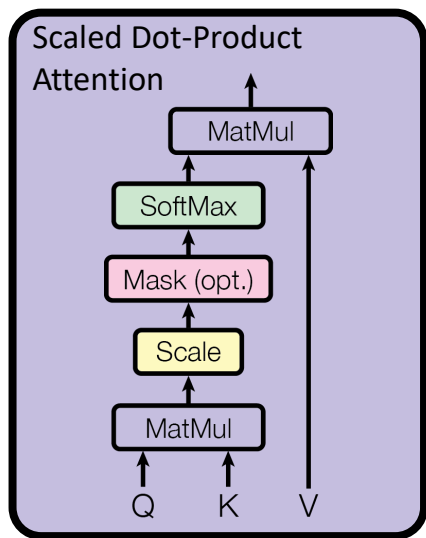 Scaled Dot-Product
Attention
MatMul
SoftMax
Mask (opt.)
Scale
MatMul
Q K V